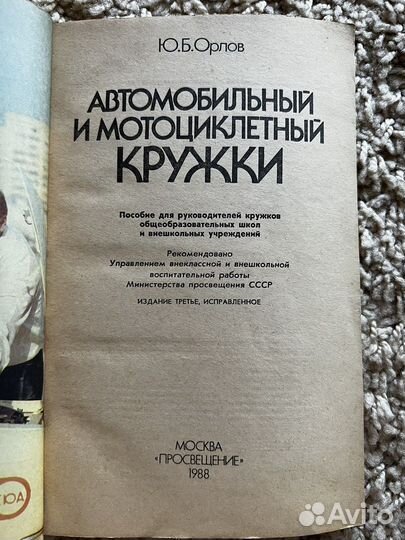 Ю.Б.Орлов
АВТОМОБИЛЬНЫЙ
И МОТОЦИКЛЕТНЫЙ
КРУЖКИ
Пособие для руководителей кружков
общеобразовательных школ
и внешкольных учреждений
Рекомендовано
Управлением внеклассной и внешкольной
воспитательной работы
Министерства просвещения СССР
ИЗДАНИЕ ТРЕТЬЕ, ИСПРАВЛЕННОЕ
МОСКВА
«ПРОСВЕЩЕНИЕ»
1988
Avito